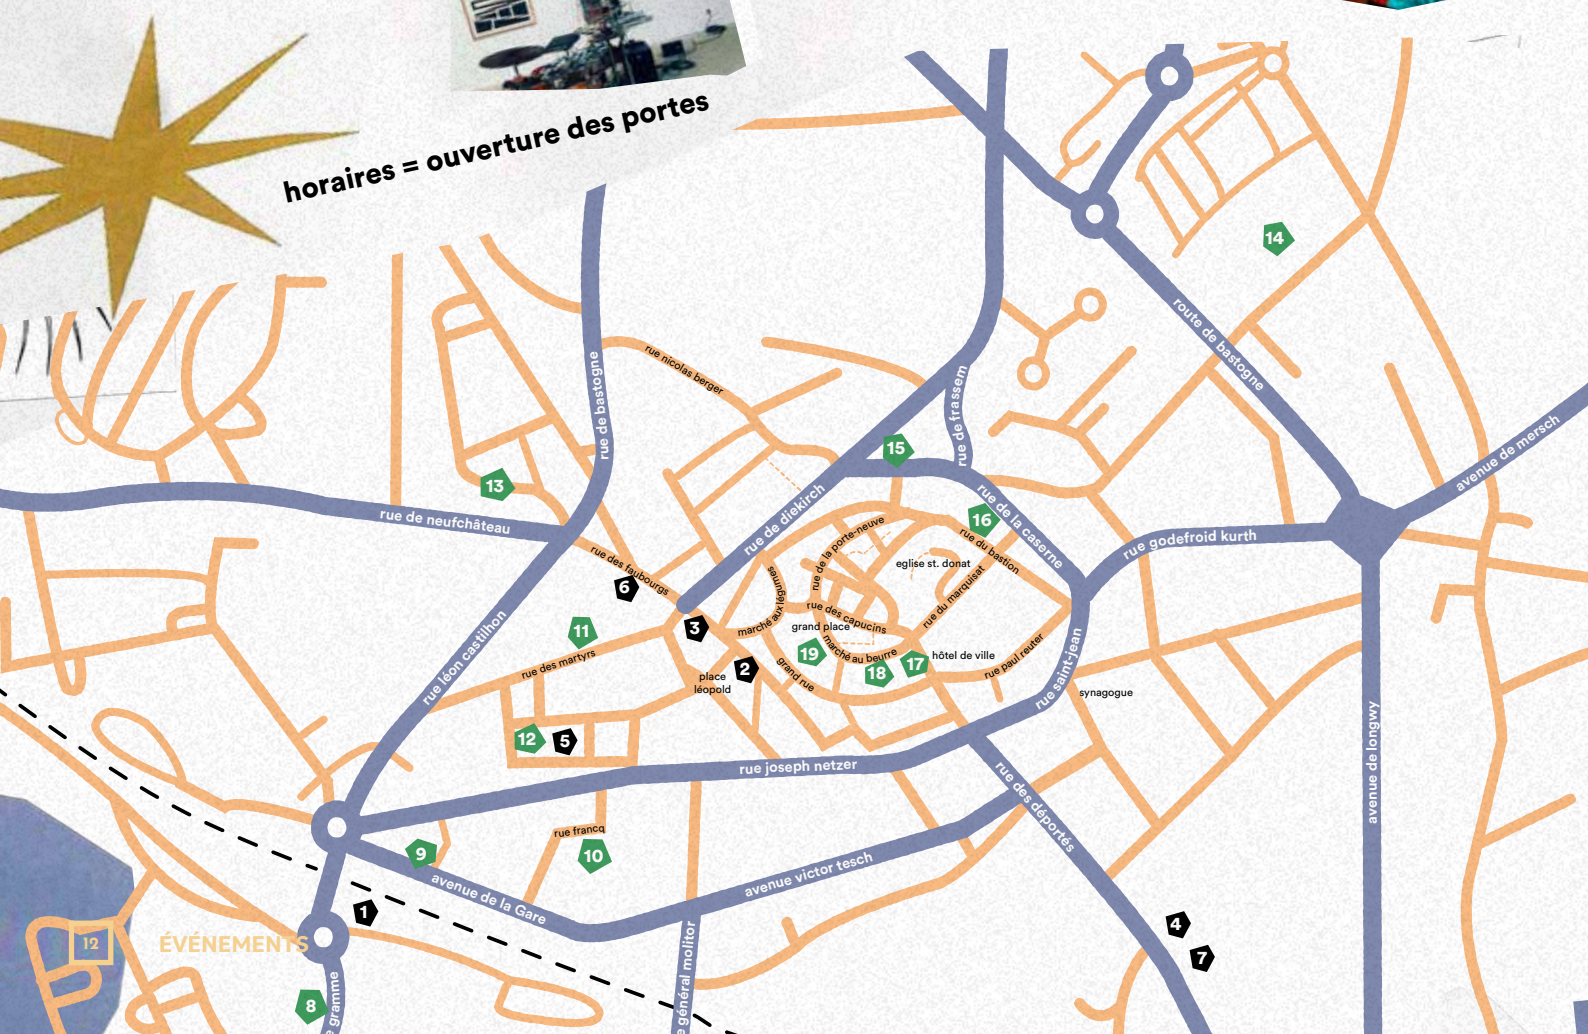 horaires = ouverture des portes
14
route de bastogne
rue nicolas berger
rue de bastogne
rue de frassem
avenue de mersch
15
13
rue de diekirch
rue de neufchâteau
rue de la caserne
16
rue de la porte-neuve
rue du bastion
rue godefroid kurth
eglise st. donat
rue des faubourgs
6
marché aux légumes
rue du marquisat
rue des capucins
grand place
11
3
rue léon castilhon
marché au beurre
19
17
hôtel de ville
rue paul reuter
rue saint-jean
rue des martyrs
2
18
place
léopold
grand rue
synagogue
12
5
rue joseph netzer
avenue de longwy
rue des déportés
rue francq
9
10
avenue victor tesch
avenue de la Gare
1
4
12
ÉVÉNEMENTS
7
8
e gramme
e général molitor